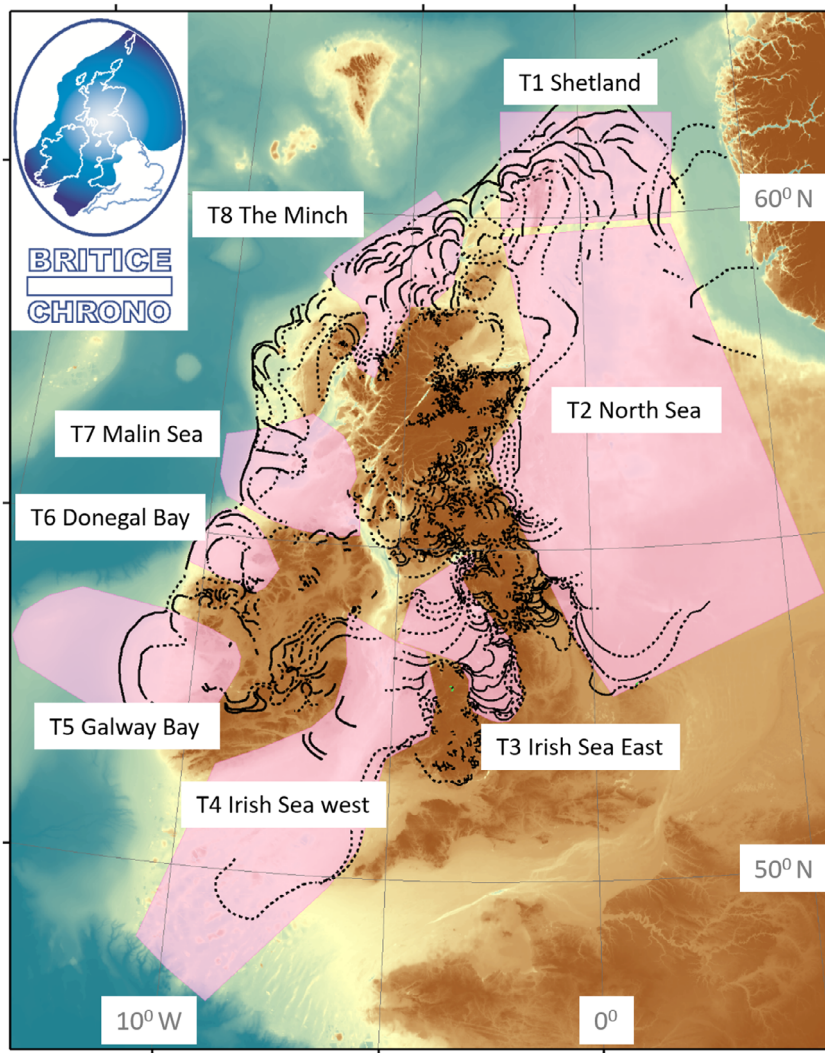 T1 Shetland
60⁰ N
T8 The Minch
BRITICE
CHRONO
T2 North Sea
T7 Malin Sea
T6 Donegal Bay
T5 Galway Bay
T3 Irish Sea East
T4 Irish Sea west
50⁰ N
10⁰ W
0⁰